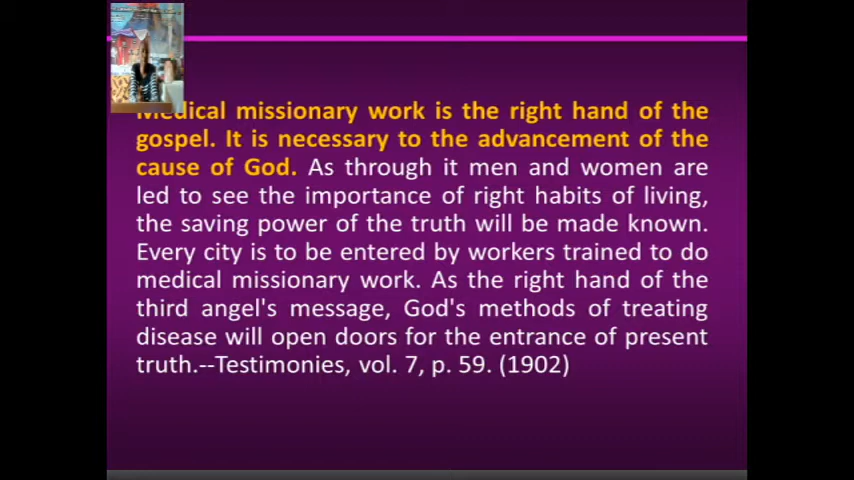 Medical missionary work is the right hand of the
gospel. It is necessary to the advancement of the
cause of God. As through it men and women are
led to see the importance of right habits of living,
the saving power of the truth will be made known.
Every city is to be entered by workers trained to do
medical missionary work. As the right hand of the
third angel's message, God's methods of treating
disease will open doors for the entrance of present
truth.--Testimonies, vol. 7, p. 59. (1902)